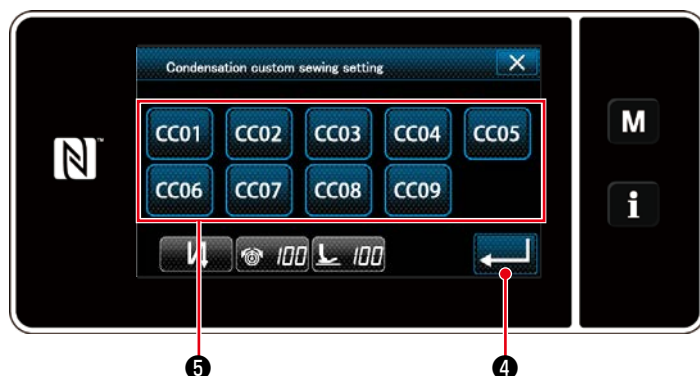 Condensation custom sewing setting
CC01 CC02 CC03 CC04 CC05
M
CC06 CC07 CC08 CC09
i
100 100
5 4